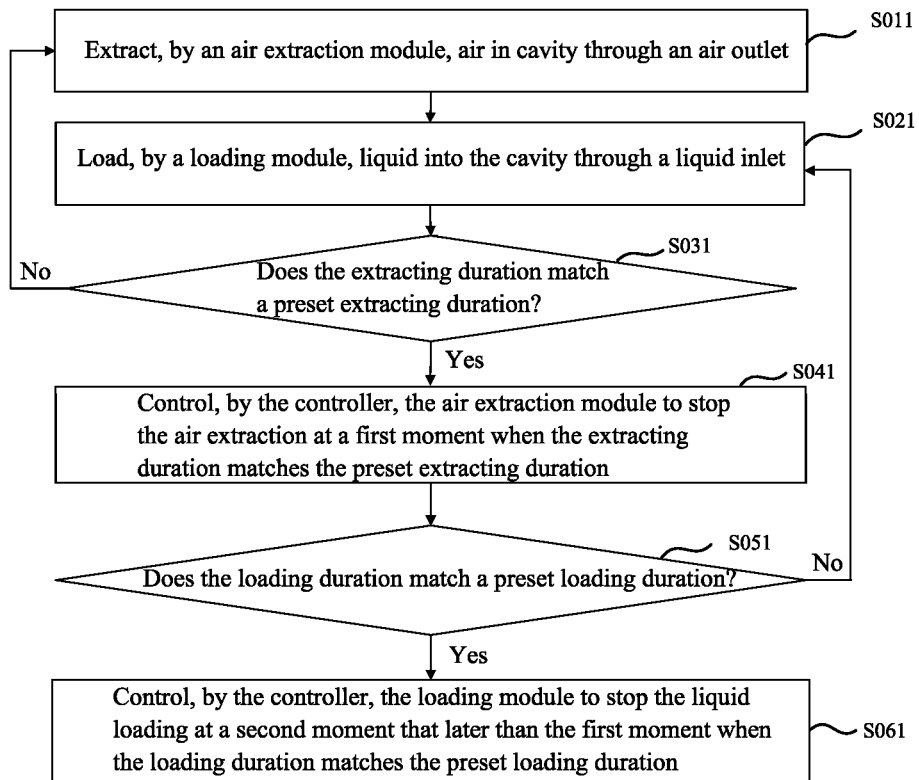 S011
Extract, by an air extraction module, air in cavity through an air outlet
S021
Load, by a loading module, liquid into the cavity through a liquid inlet
S031
No
Does the extracting duration match
a preset extracting duration?
Yes
S041
Control, by the controller, the air extraction module to stop
the air extraction at a first moment when the extracting
duration matches the preset extracting duration
S051
Does the loading duration match a preset loading duration?
No
Yes
Control, by the controller, the loading module to stop the liquid
loading at a second moment that later than the first moment when
the loading duration matches the preset loading duration
S061